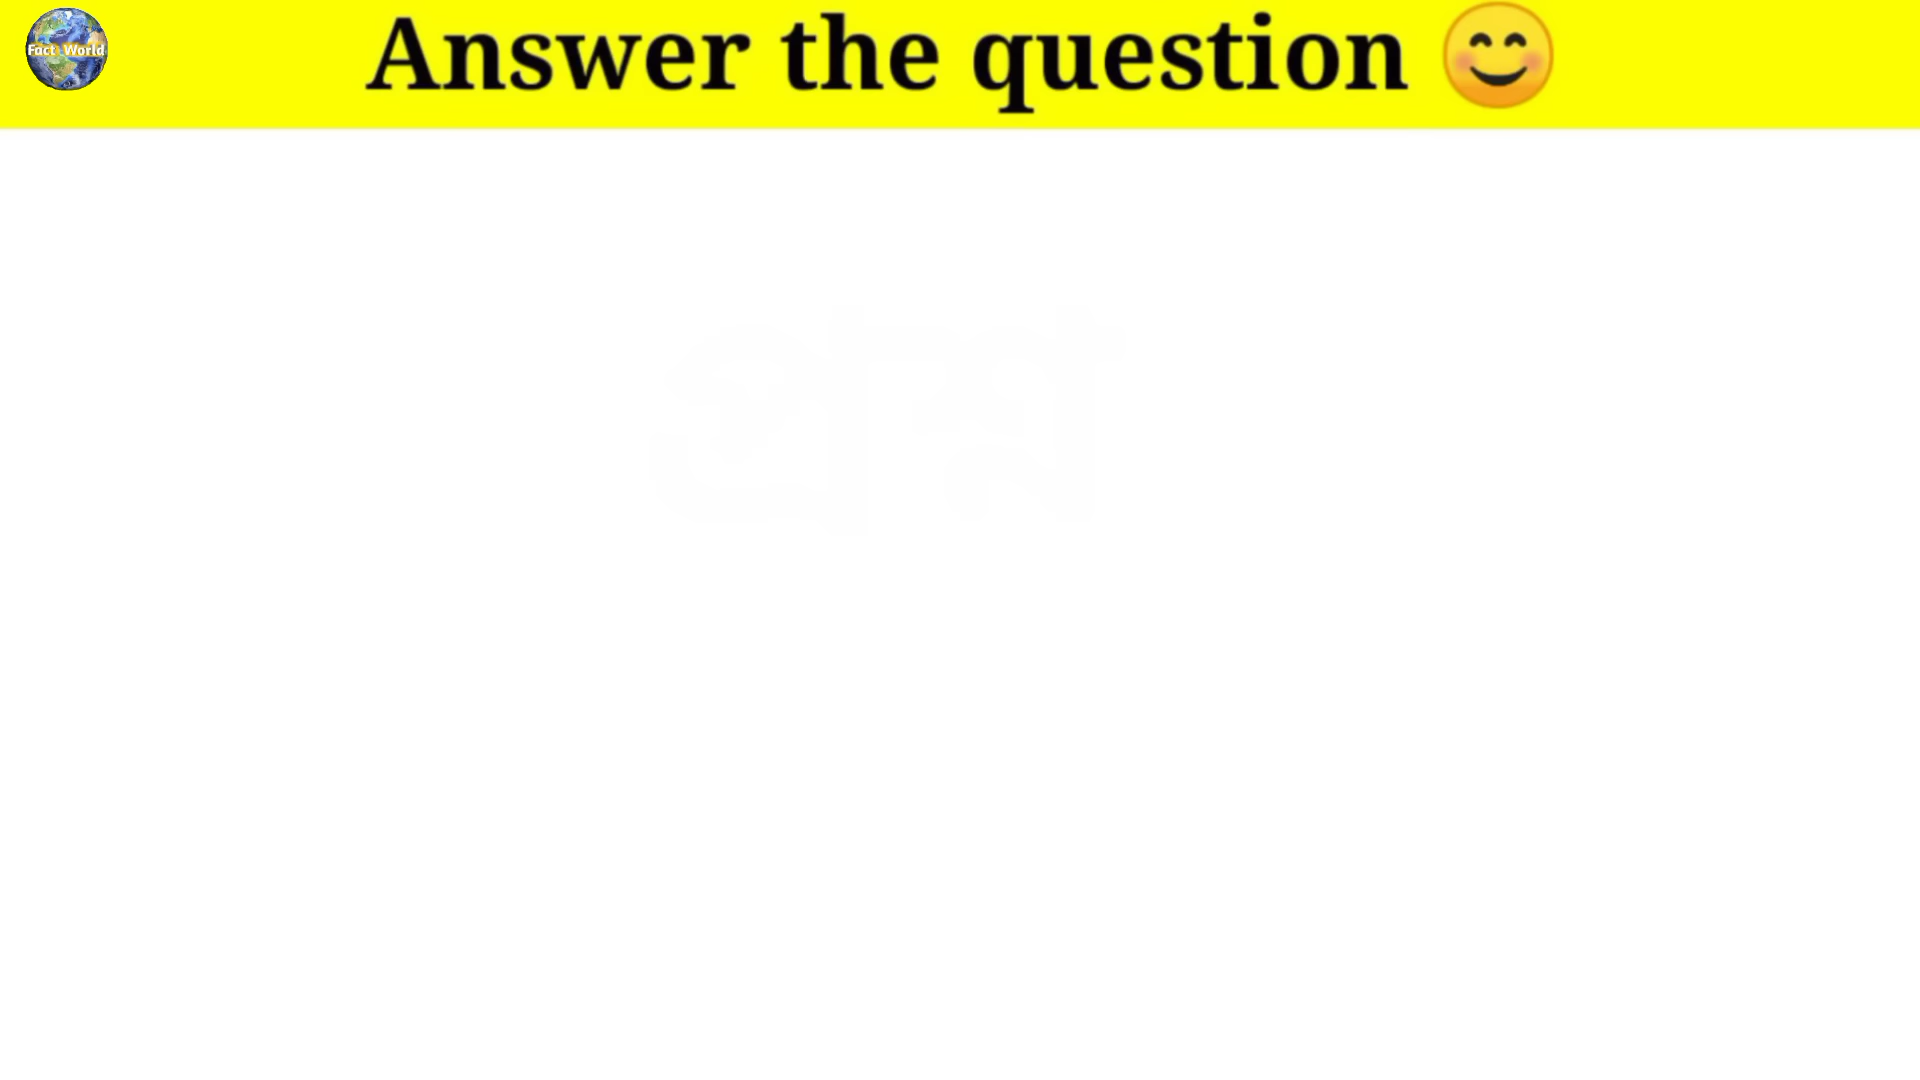 Fact World
Answer the question 😊